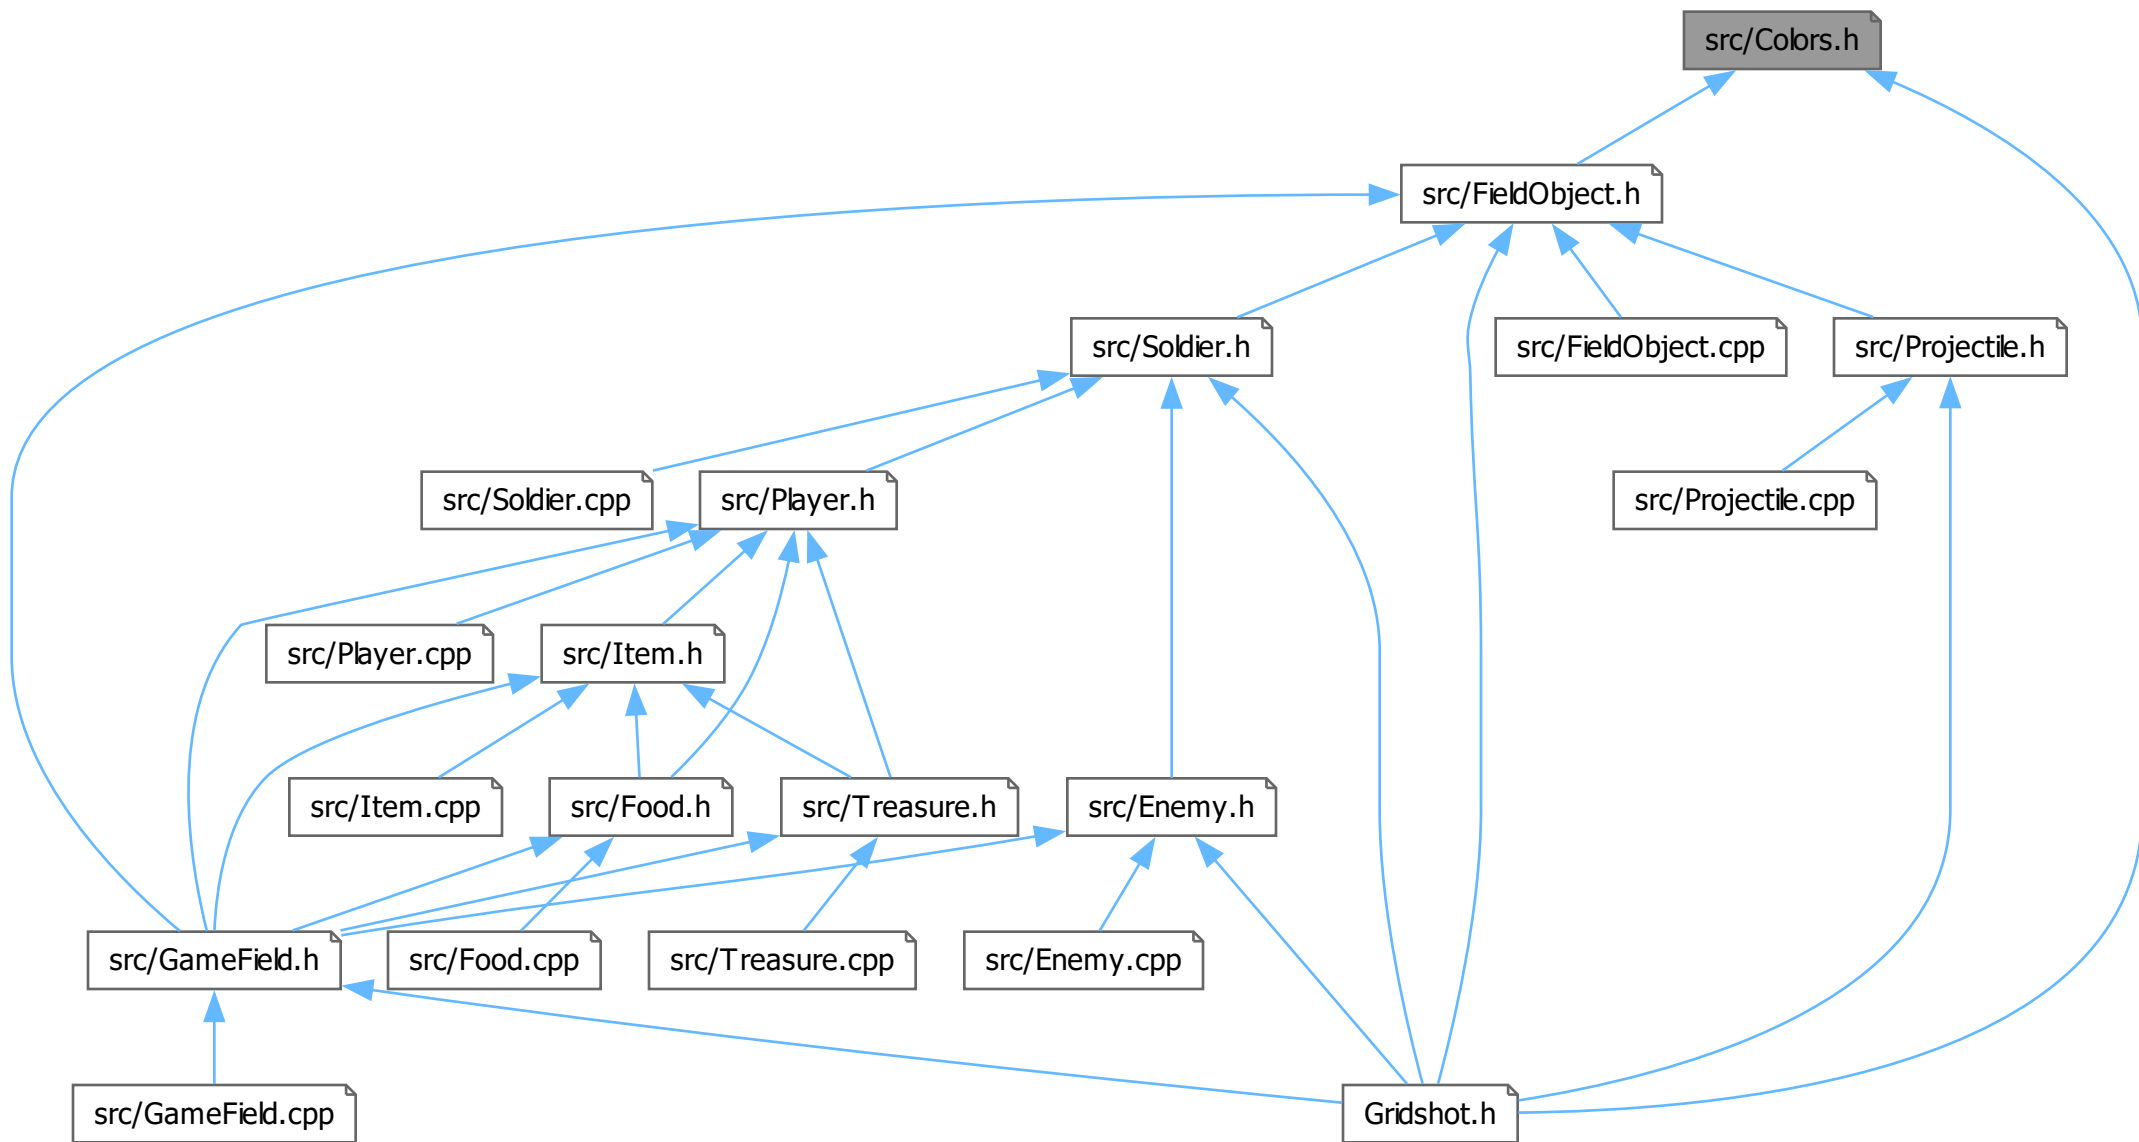 src/Colors.h
src/FieldObject.h
src/Soldier.h
src/FieldObject.cpp
src/Projectile.h
src/Soldier.cpp
src/Player.h
src/Projectile.cpp
src/Player.cpp
src/Item.h
src/Item.cpp
src/Food.h
src/Treasure.h
src/Enemy.h
src/GameField.h
src/Food.cpp
src/Treasure.cpp
src/Enemy.cpp
src/GameField.cpp
Gridshot.h